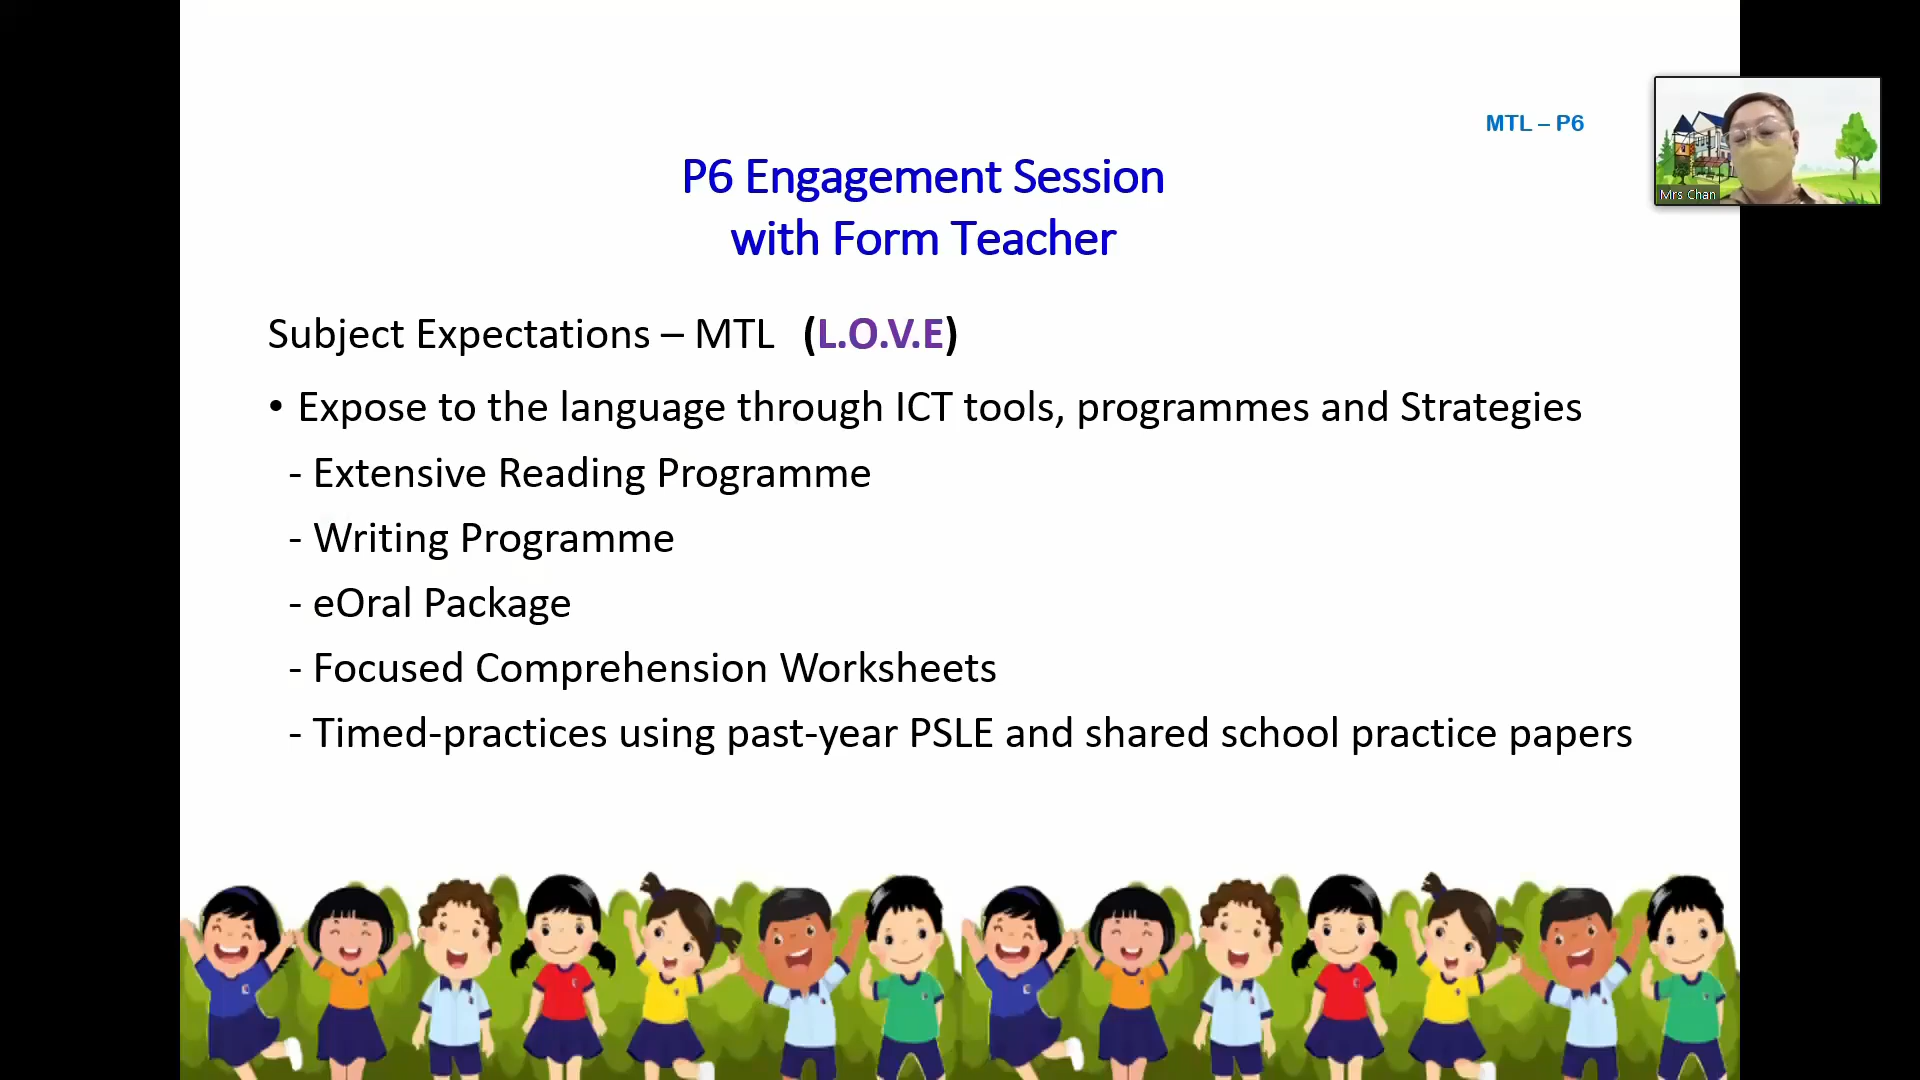 MTL – P6
P6 Engagement Session
with Form Teacher
Mrs Chan
Subject Expectations – MTL (L.O.V.E)
• Expose to the language through ICT tools, programmes and Strategies
- Extensive Reading Programme
- Writing Programme
- eOral Package
- Focused Comprehension Worksheets
- Timed-practices using past-year PSLE and shared school practice papers